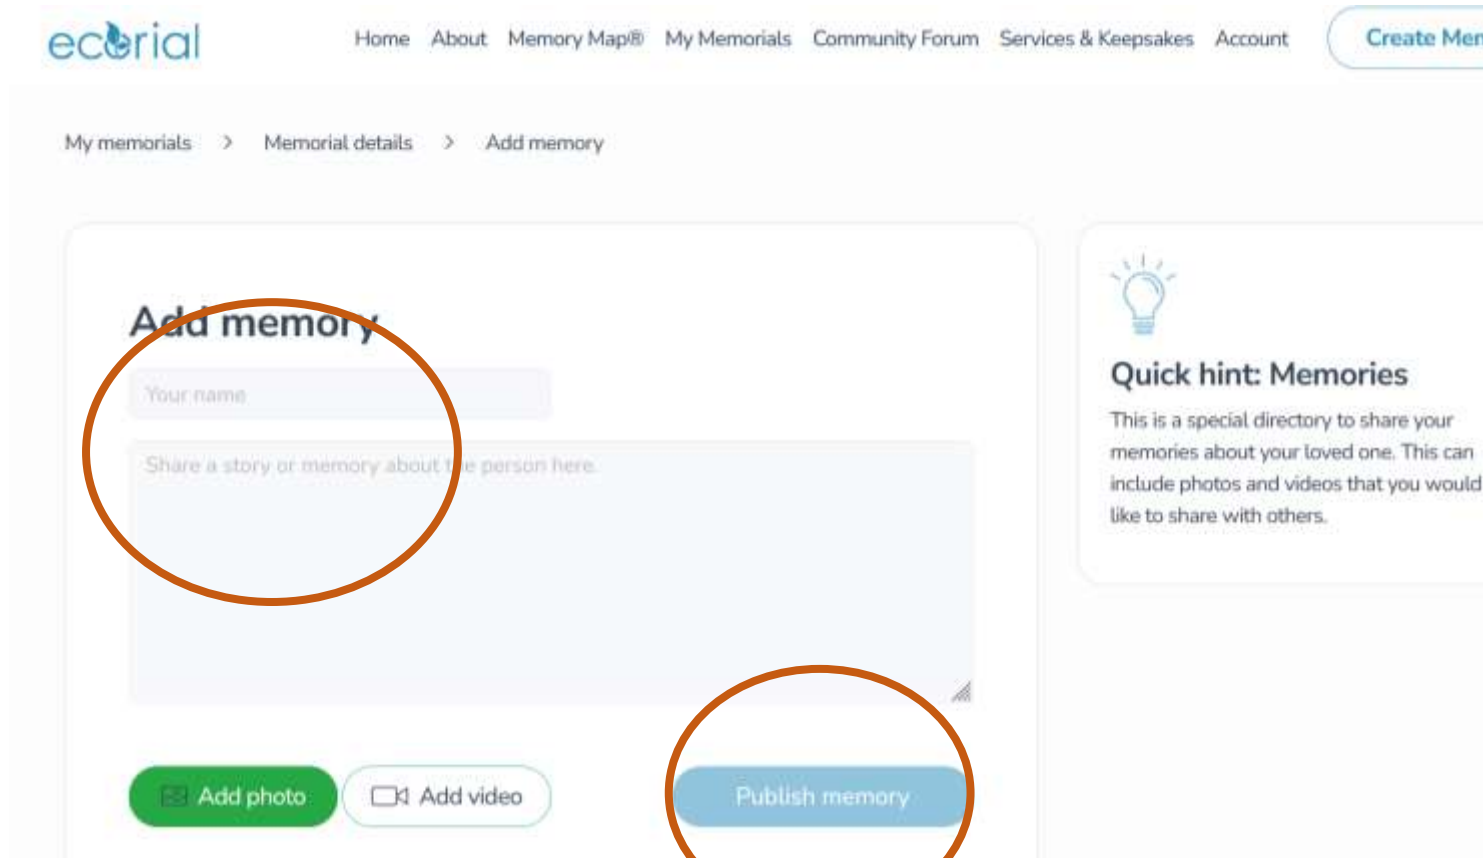 ecorial
Home About Memory Map® My Memorials Community Forum Services & Keepsakes Account Create Mem
My memorials > Memorial details > Add memory
Add memory
Your name
Share a story or memory about the person here.
Add photo Add video Publish memory
Quick hint: Memories
This is a special directory to share your
memories about your loved one. This can
include photos and videos that you would
like to share with others.